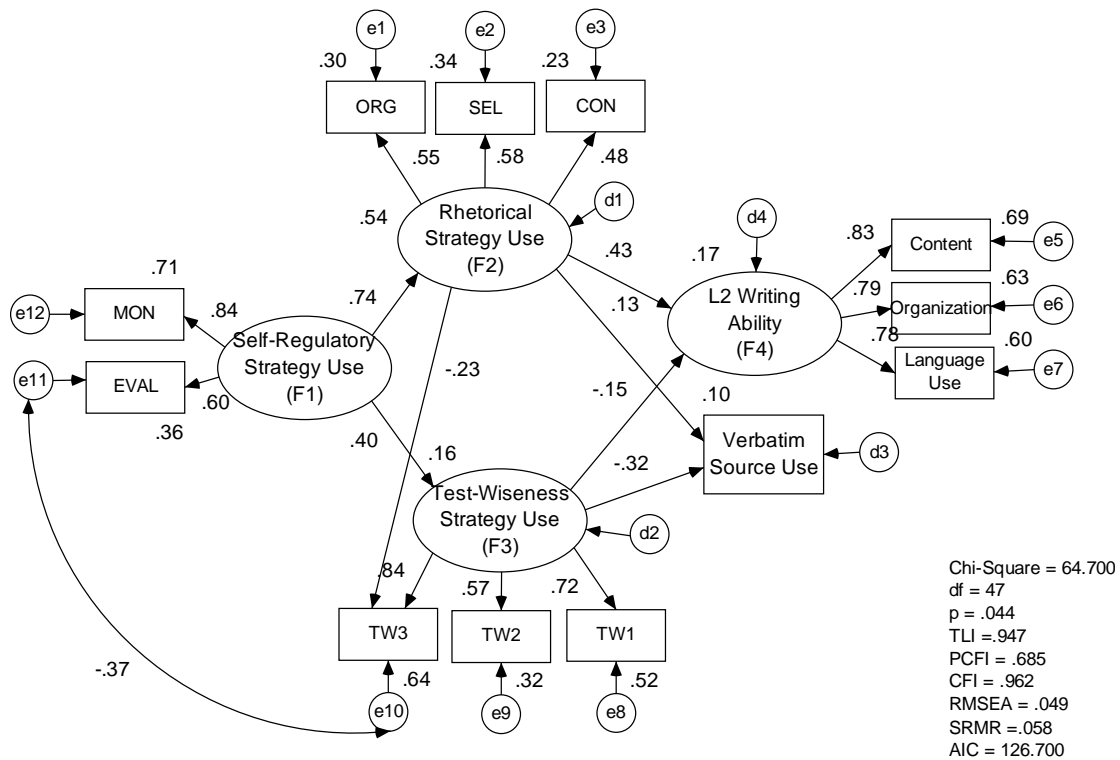 e1
e2
e3
.30
.34
.23
ORG
SEL
CON
.55
.58
.48
Rhetorical
Strategy Use
(F2)
.54
d1
d4
.43
.17
.69
.83
Content
e5
.71
.13
L2 Writing
Ability
(F4)
.63
.79
Organization
e6
e12
MON
.84
.74
Self-Regulatory
Strategy Use
(F1)
.78
.60
Language
Use
e7
e11
EVAL
.60
.36
-.23
-.15
.10
.40
.16
Verbatim
Source Use
d3
-.32
Test-Wiseness
Strategy Use
(F3)
d2
.84
.57
.72
TW3
TW2
TW1
-.37
.64
.32
.52
e10
e9
e8
Chi-Square = 64.700
df = 47
p = .044
TLI =.947
PCFI = .685
CFI = .962
RMSEA = .049
SRMR =.058
AIC = 126.700